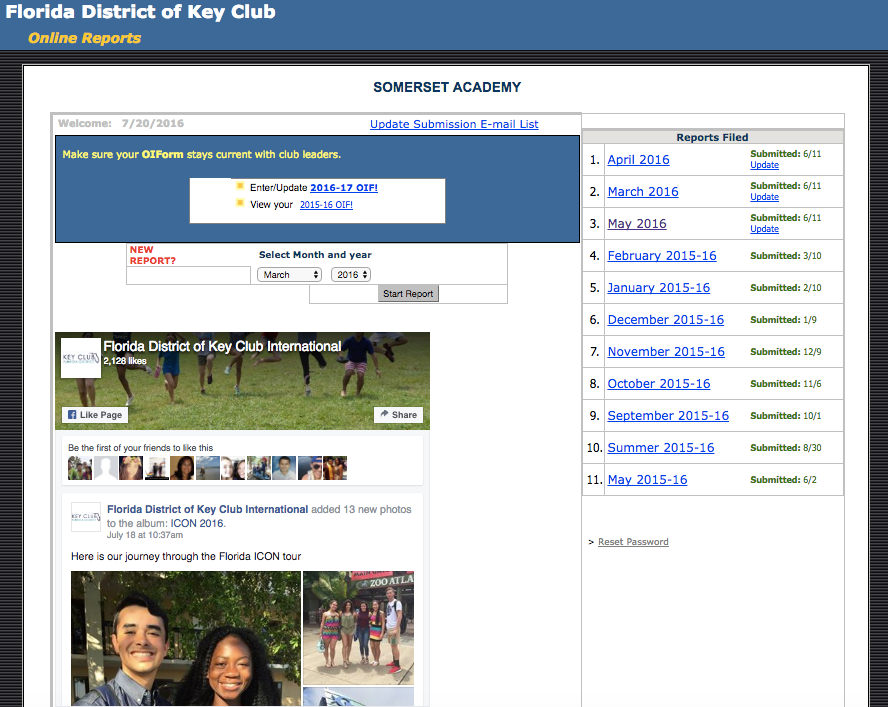 Florida District of Key Club
Online Reports
SOMERSET ACADEMY
Welcome: 7/20/2016
Update Submission E-mail List
Make sure your OIForm stays current with club leaders.
Enter/Update 2016-17 OIF!
View your 2015-16 OIF!
NEW
REPORT?
Select Month and year
March
2016
Start Report
Florida District of Key Club International
2,128 likes
KEY CLUB
Like Page
Share
Be the first of your friends to like this
KEY CLUB
Florida District of Key Club International added 13 new photos
to the album: ICON 2016.
July 18 at 10:37am
Here is our journey through the Florida ICON tour
ZOO ATLA
Reports Filed
1. April 2016 Submitted: 6/11
Update
2. March 2016 Submitted: 6/11
Update
3. May 2016 Submitted: 6/11
Update
4. February 2015-16 Submitted: 3/10
5. January 2015-16 Submitted: 2/10
6. December 2015-16 Submitted: 1/9
7. November 2015-16 Submitted: 12/9
8. October 2015-16 Submitted: 11/6
9. September 2015-16 Submitted: 10/1
10. Summer 2015-16 Submitted: 8/30
11. May 2015-16 Submitted: 6/2
> Reset Password